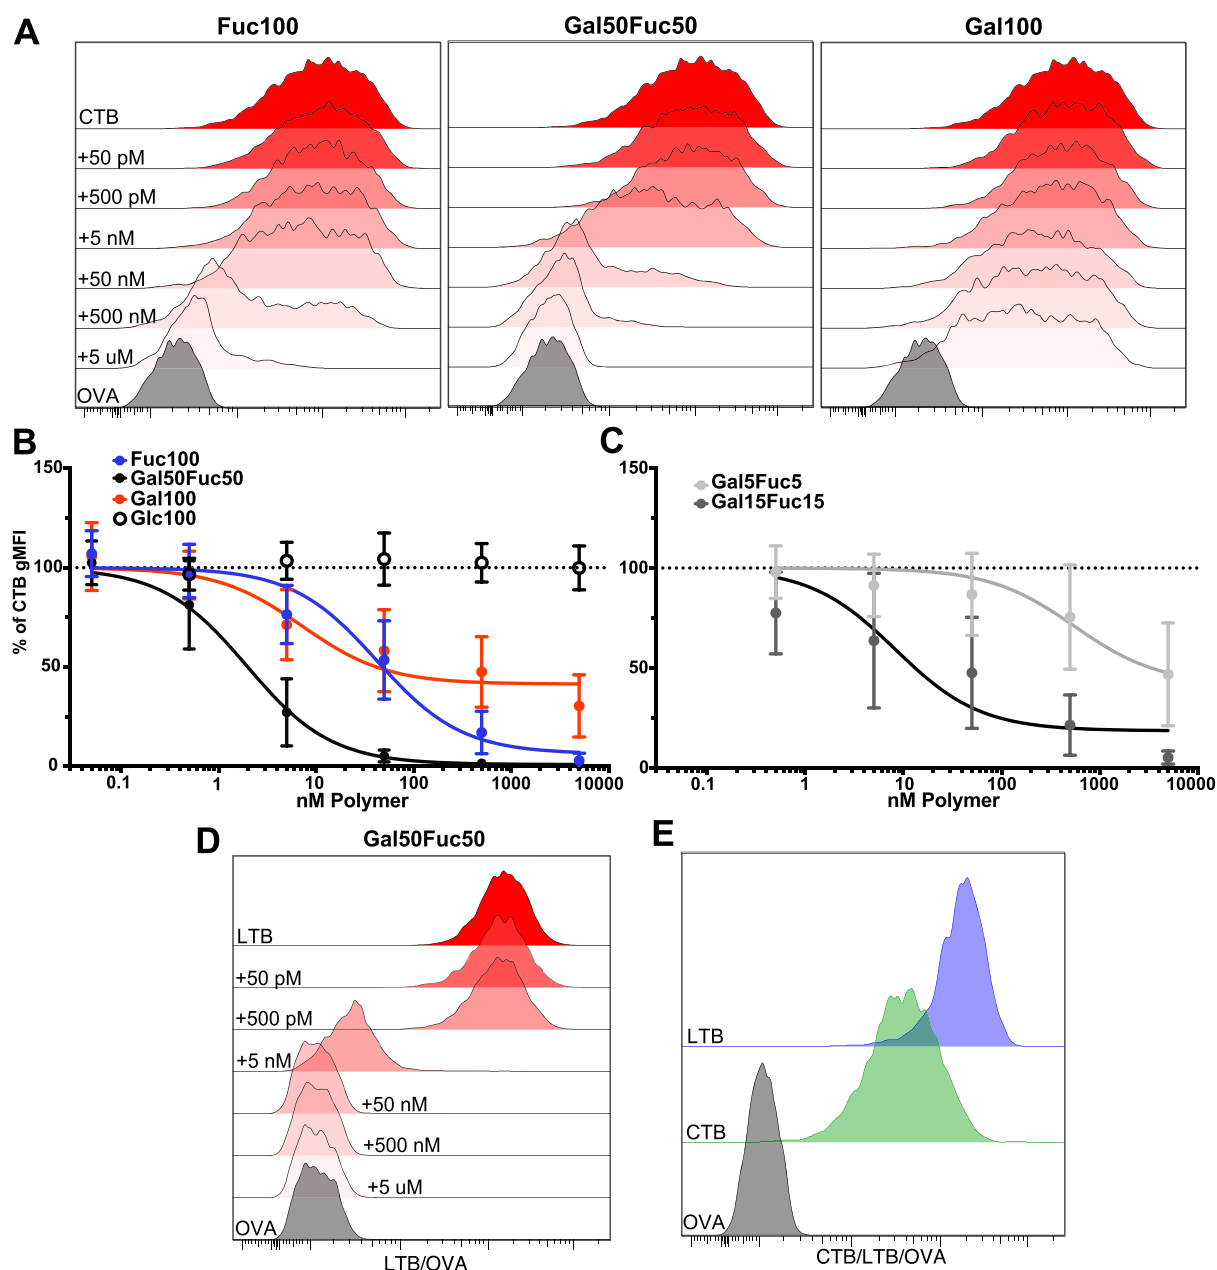 A
Fuc100
Gal50Fuc50
Gal100
CTB
+50 pM
+500 pM
+5 nM
+50 nM
+500 nM
+5 uM
OVA
B
Fuc100
Gal50Fuc50
Gal100
Glc100
% of CTB gMFI
150
100
50
0
0.1
1
10
100
1000
10000
nM Polymer
C
Gal5Fuc5
Gal15Fuc15
150
100
50
0
0.1
1
10
100
1000
10000
nM Polymer
D
Gal50Fuc50
LTB
+50 pM
+500 pM
+5 nM
+50 nM
+500 nM
+5 uM
OVA
LTB/OVA
E
LTB
CTB
OVA
CTB/LTB/OVA